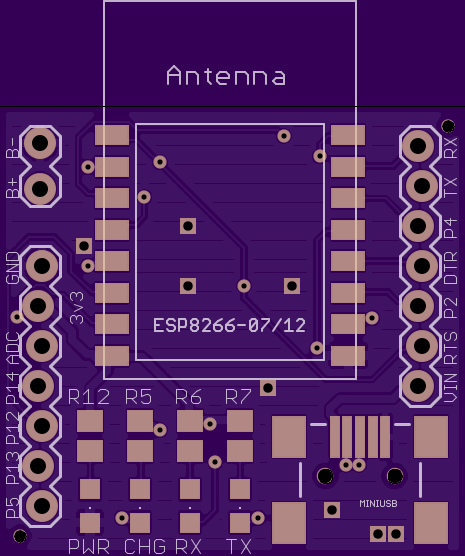 Antenna
B-
B+
GND
3v3
ADC
P14
P12
P13
P5
RX
TX
P4
DTR
P2
RTS
VIN
ESP8266-07/12
R12 R5 R6 R7
MINIUSB
PWR CHG RX TX